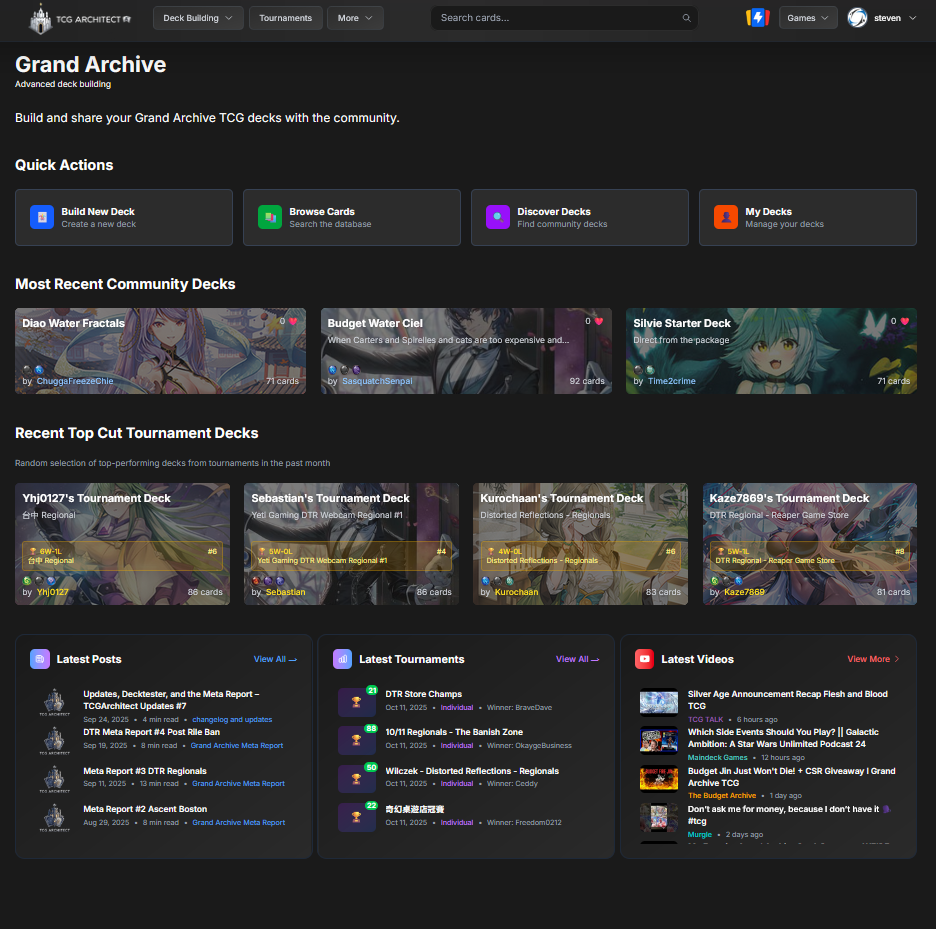 TCG ARCHITECT
Deck Building
Tournaments
More
Search cards...
Games
steven
Grand Archive
Advanced deck building
Build and share your Grand Archive TCG decks with the community.
Quick Actions
Build New Deck
Create a new deck
Browse Cards
Search the database
Discover Decks
Find community decks
My Decks
Manage your decks
Most Recent Community Decks
Diao Water Fractals
0
by ChuggaFreezeGhie
71 cards
Budget Water Ciel
0
When Carters and Spirelles and cats are too expensive and...
by SasquatchSenpai
92 cards
Silvie Starter Deck
0
Direct from the package
by Time2crime
71 cards
Recent Top Cut Tournament Decks
Random selection of top-performing decks from tournaments in the past month
Yhj0127's Tournament Deck
台中 Regional
6W-1L
#6
台中 Regional
by Yhj0127
86 cards
Sebastian's Tournament Deck
Yeti Gaming DTR Webcam Regional #1
5W-0L
#4
Yeti Gaming DTR Webcam Regional #1
by Sebastian
86 cards
Kurochaan's Tournament Deck
Distorted Reflections - Regionals
4W-0L
#6
Distorted Reflections - Regionals
by Kurochaan
83 cards
Kaze7869's Tournament Deck
DTR Regional - Reaper Game Store
5W-1L
#8
DTR Regional - Reaper Game Store
by Kaze7869
81 cards
Latest Posts
View All
Updates, Decktester, and the Meta Report –
TCGArchitect Updates #7
Sep 24, 2025 • 4 min read • changelog and updates
DTR Meta Report #4 Post Rile Ban
Sep 19, 2025 • 8 min read • Grand Archive Meta Report
Meta Report #3 DTR Regionals
Sep 11, 2025 • 13 min read • Grand Archive Meta Report
Meta Report #2 Ascent Boston
Aug 29, 2025 • 8 min read • Grand Archive Meta Report
Latest Tournaments
View All
21
DTR Store Champs
Oct 11, 2025 • Individual • Winner: BraveDave
88
10/11 Regionals - The Banish Zone
Oct 11, 2025 • Individual • Winner: OkaygeBusiness
50
Wilczek - Distorted Reflections - Regionals
Oct 11, 2025 • Individual • Winner: Ceddy
22
奇幻桌遊店冠賽
Oct 11, 2025 • Individual • Winner: Freedom0212
Latest Videos
View More
Silver Age Announcement Recap Flesh and Blood
TCG
TCG TALK • 6 hours ago
Which Side Events Should You Play? || Galactic
Ambition: A Star Wars Unlimited Podcast 24
Maindeck Games • 12 hours ago
Budget Jin Just Won't Die! + CSR Giveaway I Grand
Archive TCG
The Budget Archive • 1 day ago
Don't ask me for money, because I don't have it
#tcg
Murgle • 2 days ago